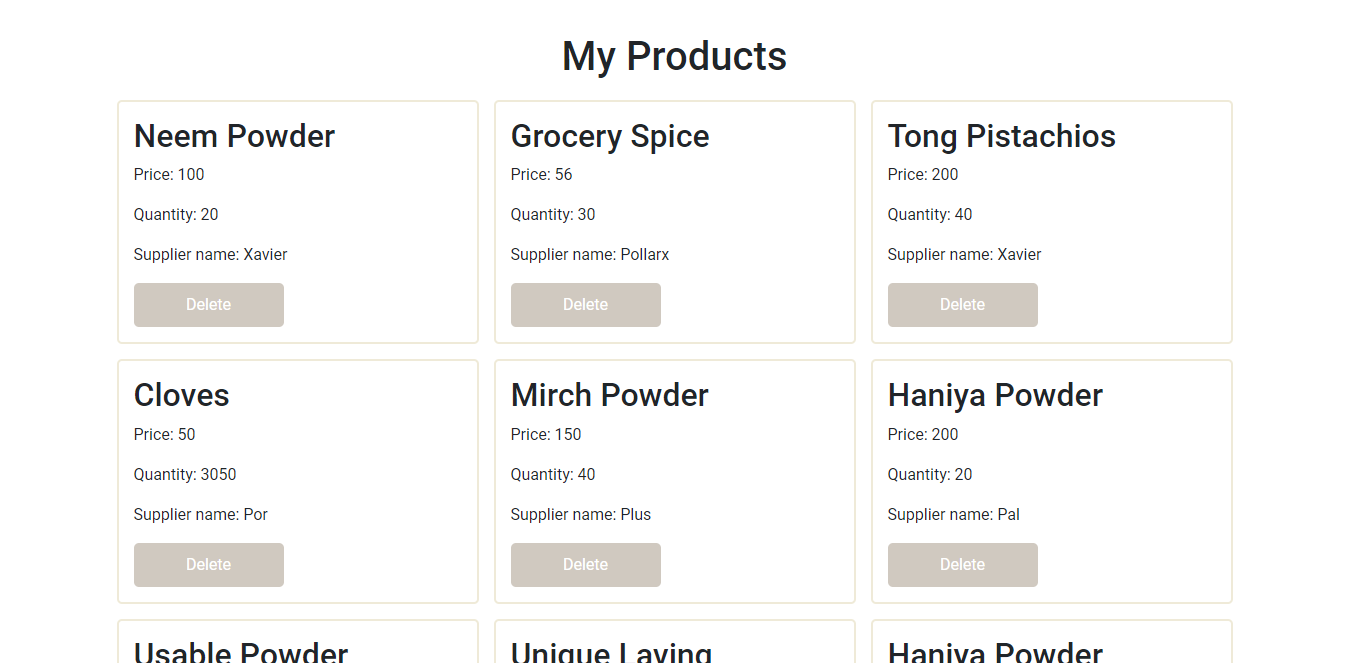 My Products
Neem Powder
Price: 100
Quantity: 20
Supplier name: Xavier
Delete
Grocery Spice
Price: 56
Quantity: 30
Supplier name: Pollarx
Delete
Tong Pistachios
Price: 200
Quantity: 40
Supplier name: Xavier
Delete
Cloves
Price: 50
Quantity: 3050
Supplier name: Por
Delete
Mirch Powder
Price: 150
Quantity: 40
Supplier name: Plus
Delete
Haniya Powder
Price: 200
Quantity: 20
Supplier name: Pal
Delete
Usable Powder
Unique Laying
Haniya Powder